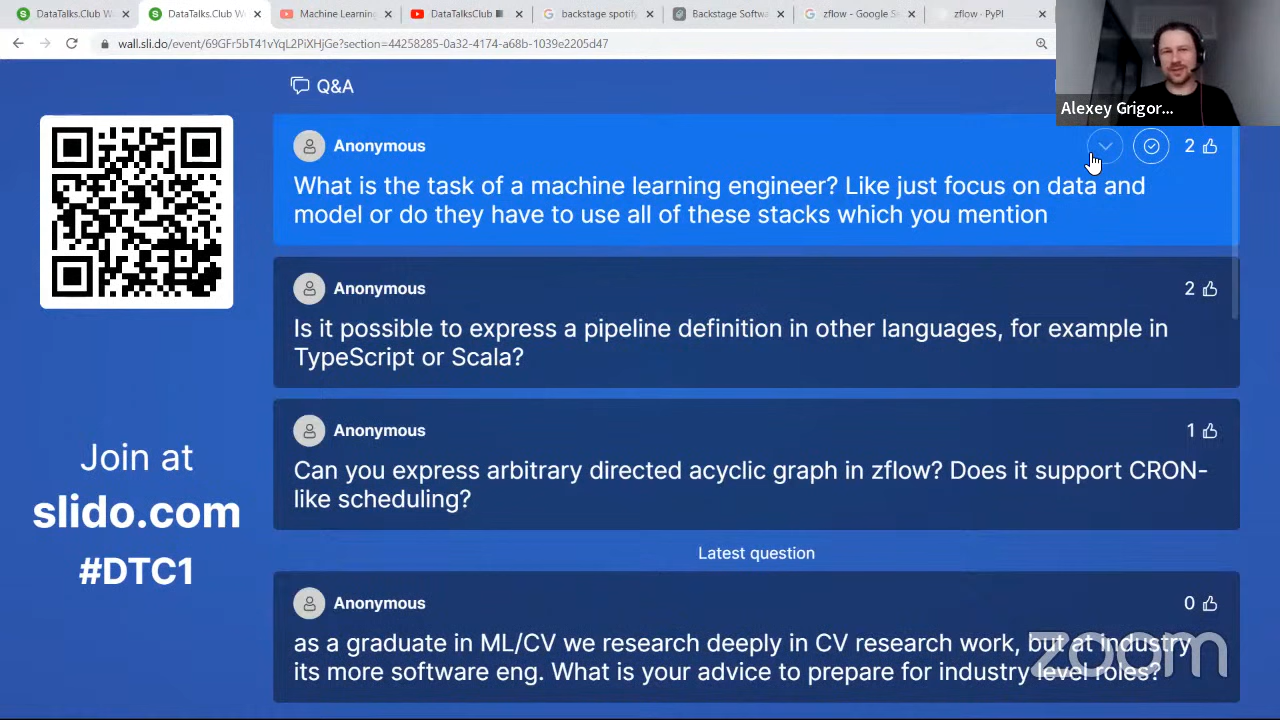 DataTalks.Club W
DataTalks.Club W
Machine Learning
DataTalksClub
backstage spotify
Backstage Softwa
zflow - Google Se
zflow · PyPI
wall.sli.do/event/69GFr5bT41vYqL2PiXHjGe?section=44258285-0a32-4174-a68b-1039e2205d47
Alexey Grigor...
Q&A
Anonymous
2
What is the task of a machine learning engineer? Like just focus on data and
model or do they have to use all of these stacks which you mention
Anonymous
2
Is it possible to express a pipeline definition in other languages, for example in
TypeScript or Scala?
Anonymous
1
Can you express arbitrary directed acyclic graph in zflow? Does it support CRON-
like scheduling?
Join at
slido.com
#DTC1
Latest question
Anonymous
0
as a graduate in ML/CV we research deeply in CV research work, but at industry
its more software eng. What is your advice to prepare for industry level roles?
zoom